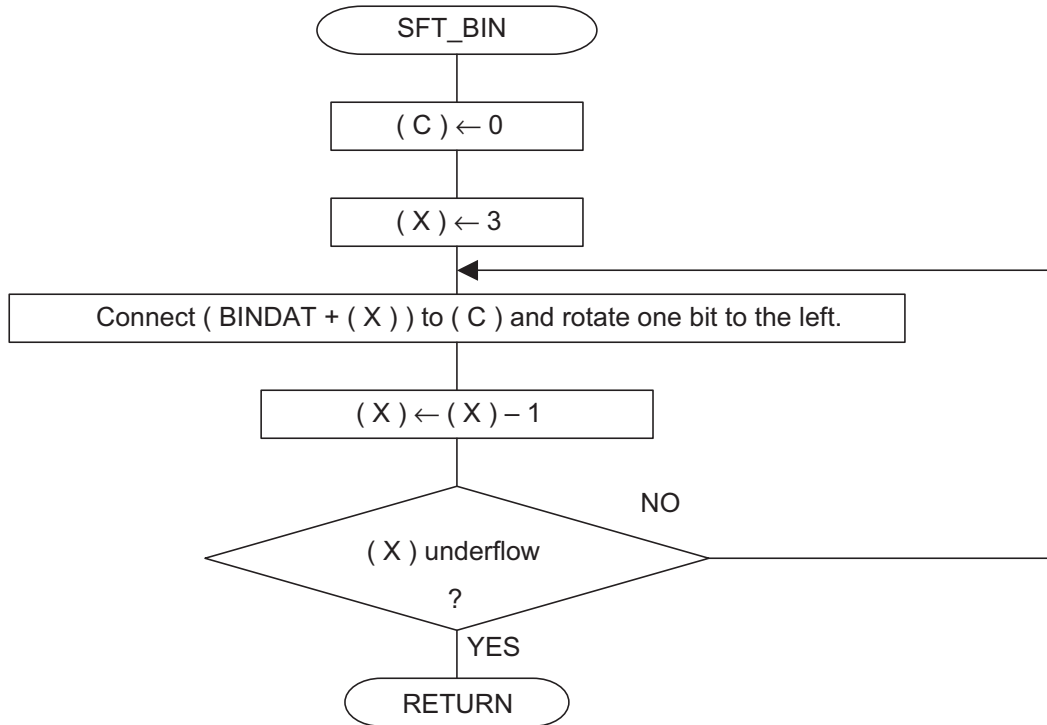 SFT_BIN
( C ) ← 0
( X ) ← 3
Connect ( BINDAT + ( X ) ) to ( C ) and rotate one bit to the left.
( X ) ← ( X ) – 1
NO
( X ) underflow
?
YES
RETURN